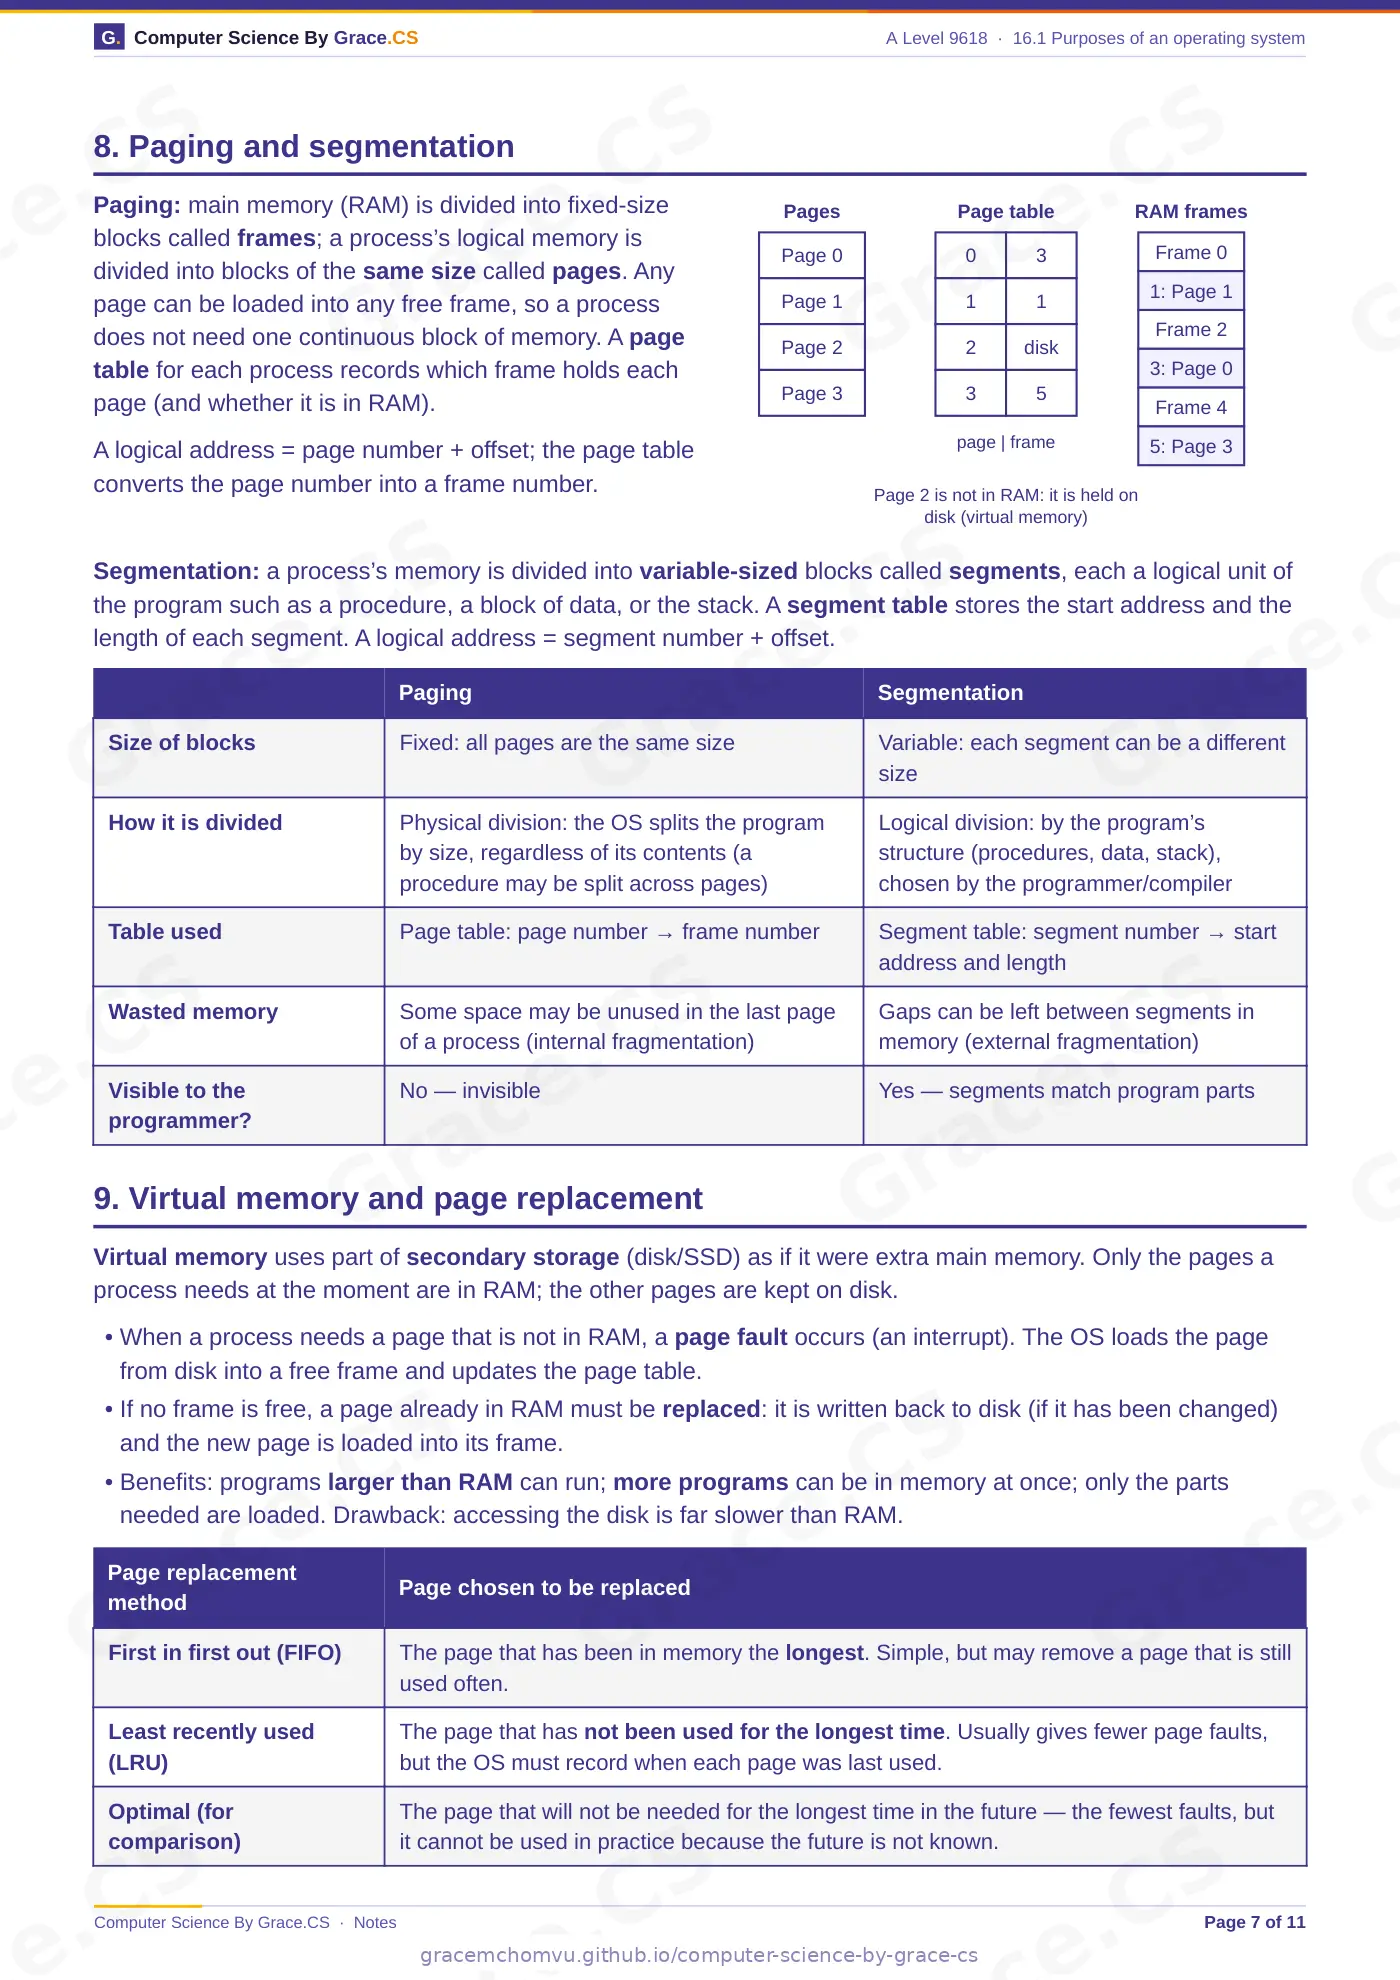 G. Computer Science By Grace.CS
A Level 9618 · 16.1 Purposes of an operating system
8. Paging and segmentation
Paging: main memory (RAM) is divided into fixed-size
blocks called frames; a process’s logical memory is
divided into blocks of the same size called pages. Any
page can be loaded into any free frame, so a process
does not need one continuous block of memory. A page
table for each process records which frame holds each
page (and whether it is in RAM).
A logical address = page number + offset; the page table
converts the page number into a frame number.
Pages
Page 0
Page 1
Page 2
Page 3
Page table
0 3
1 1
2 disk
3 5
page | frame
RAM frames
Frame 0
1: Page 1
Frame 2
3: Page 0
Frame 4
5: Page 3
Page 2 is not in RAM: it is held on
disk (virtual memory)
Segmentation: a process’s memory is divided into variable-sized blocks called segments, each a logical unit of
the program such as a procedure, a block of data, or the stack. A segment table stores the start address and the
length of each segment. A logical address = segment number + offset.
Paging Segmentation
Size of blocks
Fixed: all pages are the same size
Variable: each segment can be a different
size
How it is divided
Physical division: the OS splits the program
by size, regardless of its contents (a
procedure may be split across pages)
Logical division: by the program’s
structure (procedures, data, stack),
chosen by the programmer/compiler
Table used
Page table: page number → frame number
Segment table: segment number → start
address and length
Wasted memory
Some space may be unused in the last page
of a process (internal fragmentation)
Gaps can be left between segments in
memory (external fragmentation)
Visible to the
programmer?
No — invisible
Yes — segments match program parts
9. Virtual memory and page replacement
Virtual memory uses part of secondary storage (disk/SSD) as if it were extra main memory. Only the pages a
process needs at the moment are in RAM; the other pages are kept on disk.
• When a process needs a page that is not in RAM, a page fault occurs (an interrupt). The OS loads the page
from disk into a free frame and updates the page table.
• If no frame is free, a page already in RAM must be replaced: it is written back to disk (if it has been changed)
and the new page is loaded into its frame.
• Benefits: programs larger than RAM can run; more programs can be in memory at once; only the parts
needed are loaded. Drawback: accessing the disk is far slower than RAM.
Page replacement
method
Page chosen to be replaced
First in first out (FIFO)
The page that has been in memory the longest. Simple, but may remove a page that is still
used often.
Least recently used
(LRU)
The page that has not been used for the longest time. Usually gives fewer page faults,
but the OS must record when each page was last used.
Optimal (for
comparison)
The page that will not be needed for the longest time in the future — the fewest faults, but
it cannot be used in practice because the future is not known.
Computer Science By Grace.CS · Notes
Page 7 of 11
gracemchomvu.github.io/computer-science-by-grace-cs